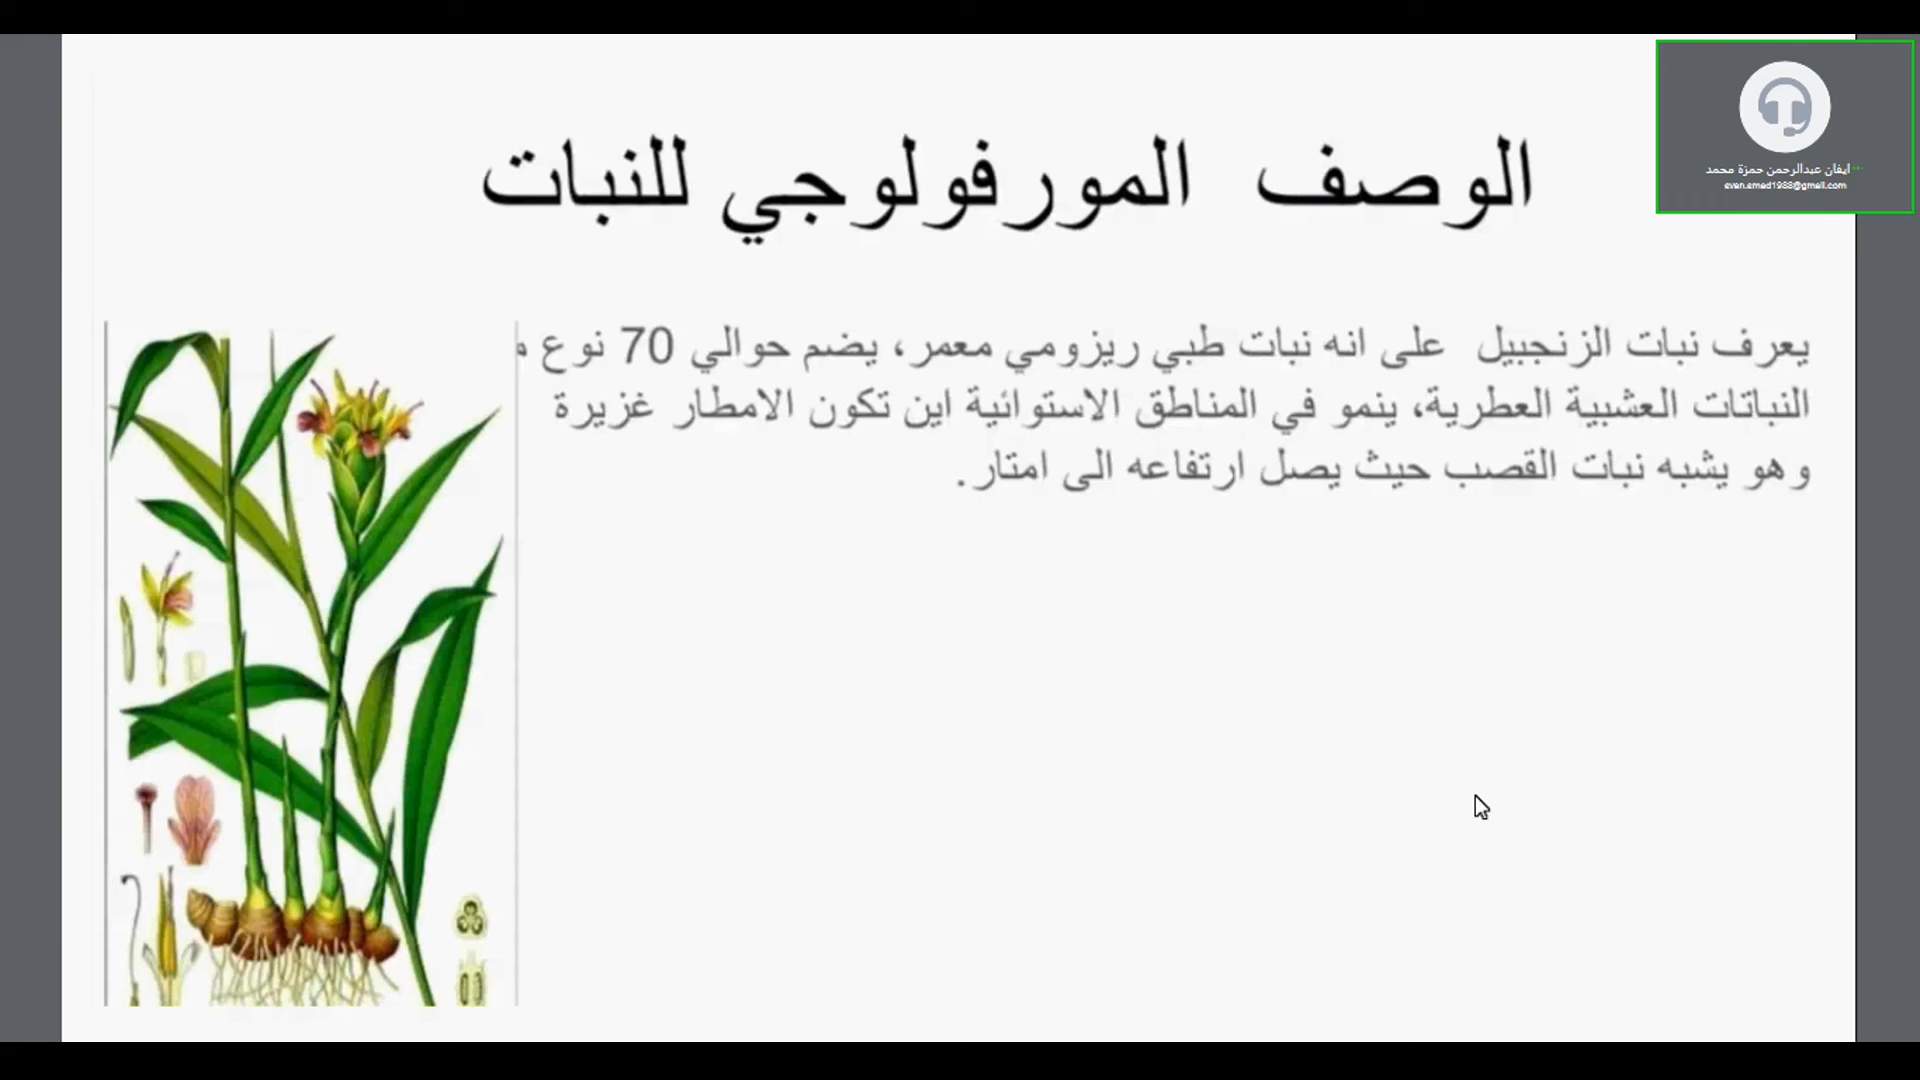 الوصف المورفولوجي للنبات
ايفان عبدالرحمن حمزة محمد
even.emed1988@gmail.com
يعرف نبات الزنجبيل على انه نبات طبي ريزومي معمر، يضم حوالي 70 نوع
النباتات العشبية العطرية، ينمو في المناطق الاستوائية اين تكون الامطار غزيرة
وهو يشبه نبات القصب حيث يصل ارتفاعه الى امتار.